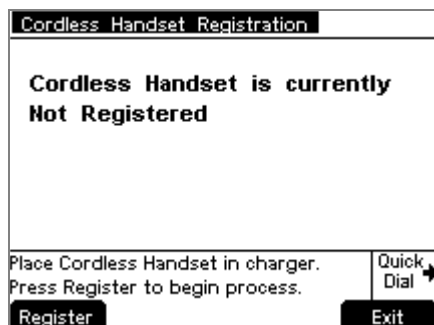 Cordless Handset Registration
Cordless Handset is currently
Not Registered
Place Cordless Handset in charger.
Press Register to begin process.
Quick
Dial
Register
Exit